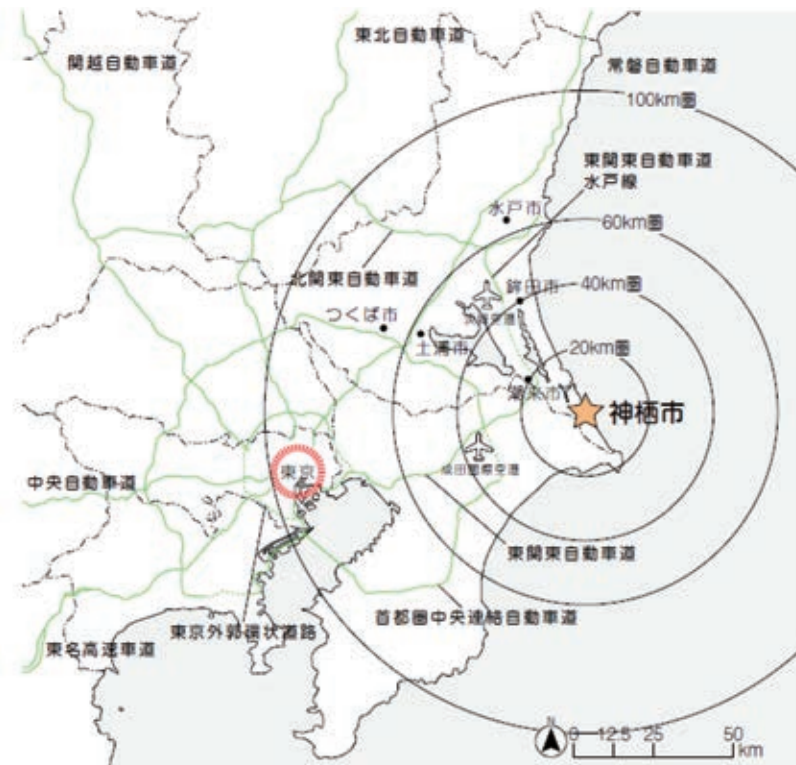 東北自動車道
関越自動車道
常磐自動車道
100km圏
東関東自動車道
水戸線
水戸市
60km圏
北関東自動車道
鉾田市
40km圏
つくば市
土浦市
20km圏
潮来市
神栖市
東京
成田国際空港
中央自動車道
東関東自動車道
首都圏中央連絡自動車道
東京外郭環状道路
東名高速車道
N
0 12.5 25 50
km